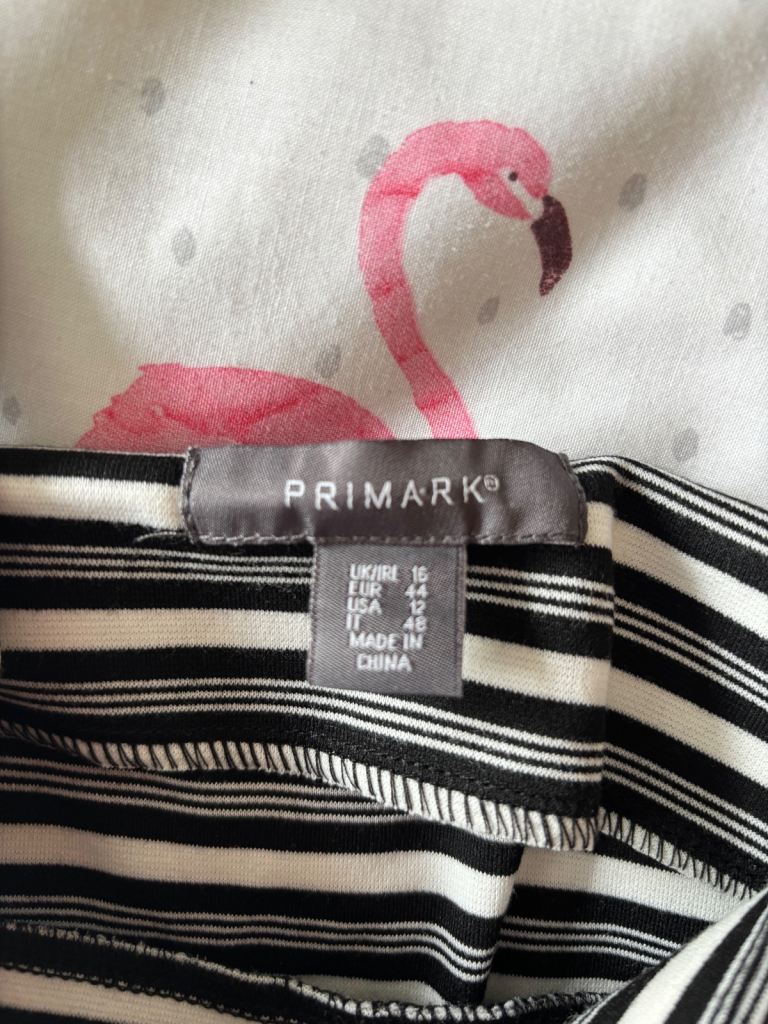 PRIMARK®
UK/IRL 16
EUR 44
USA 12
IT 48
MADE IN
CHINA